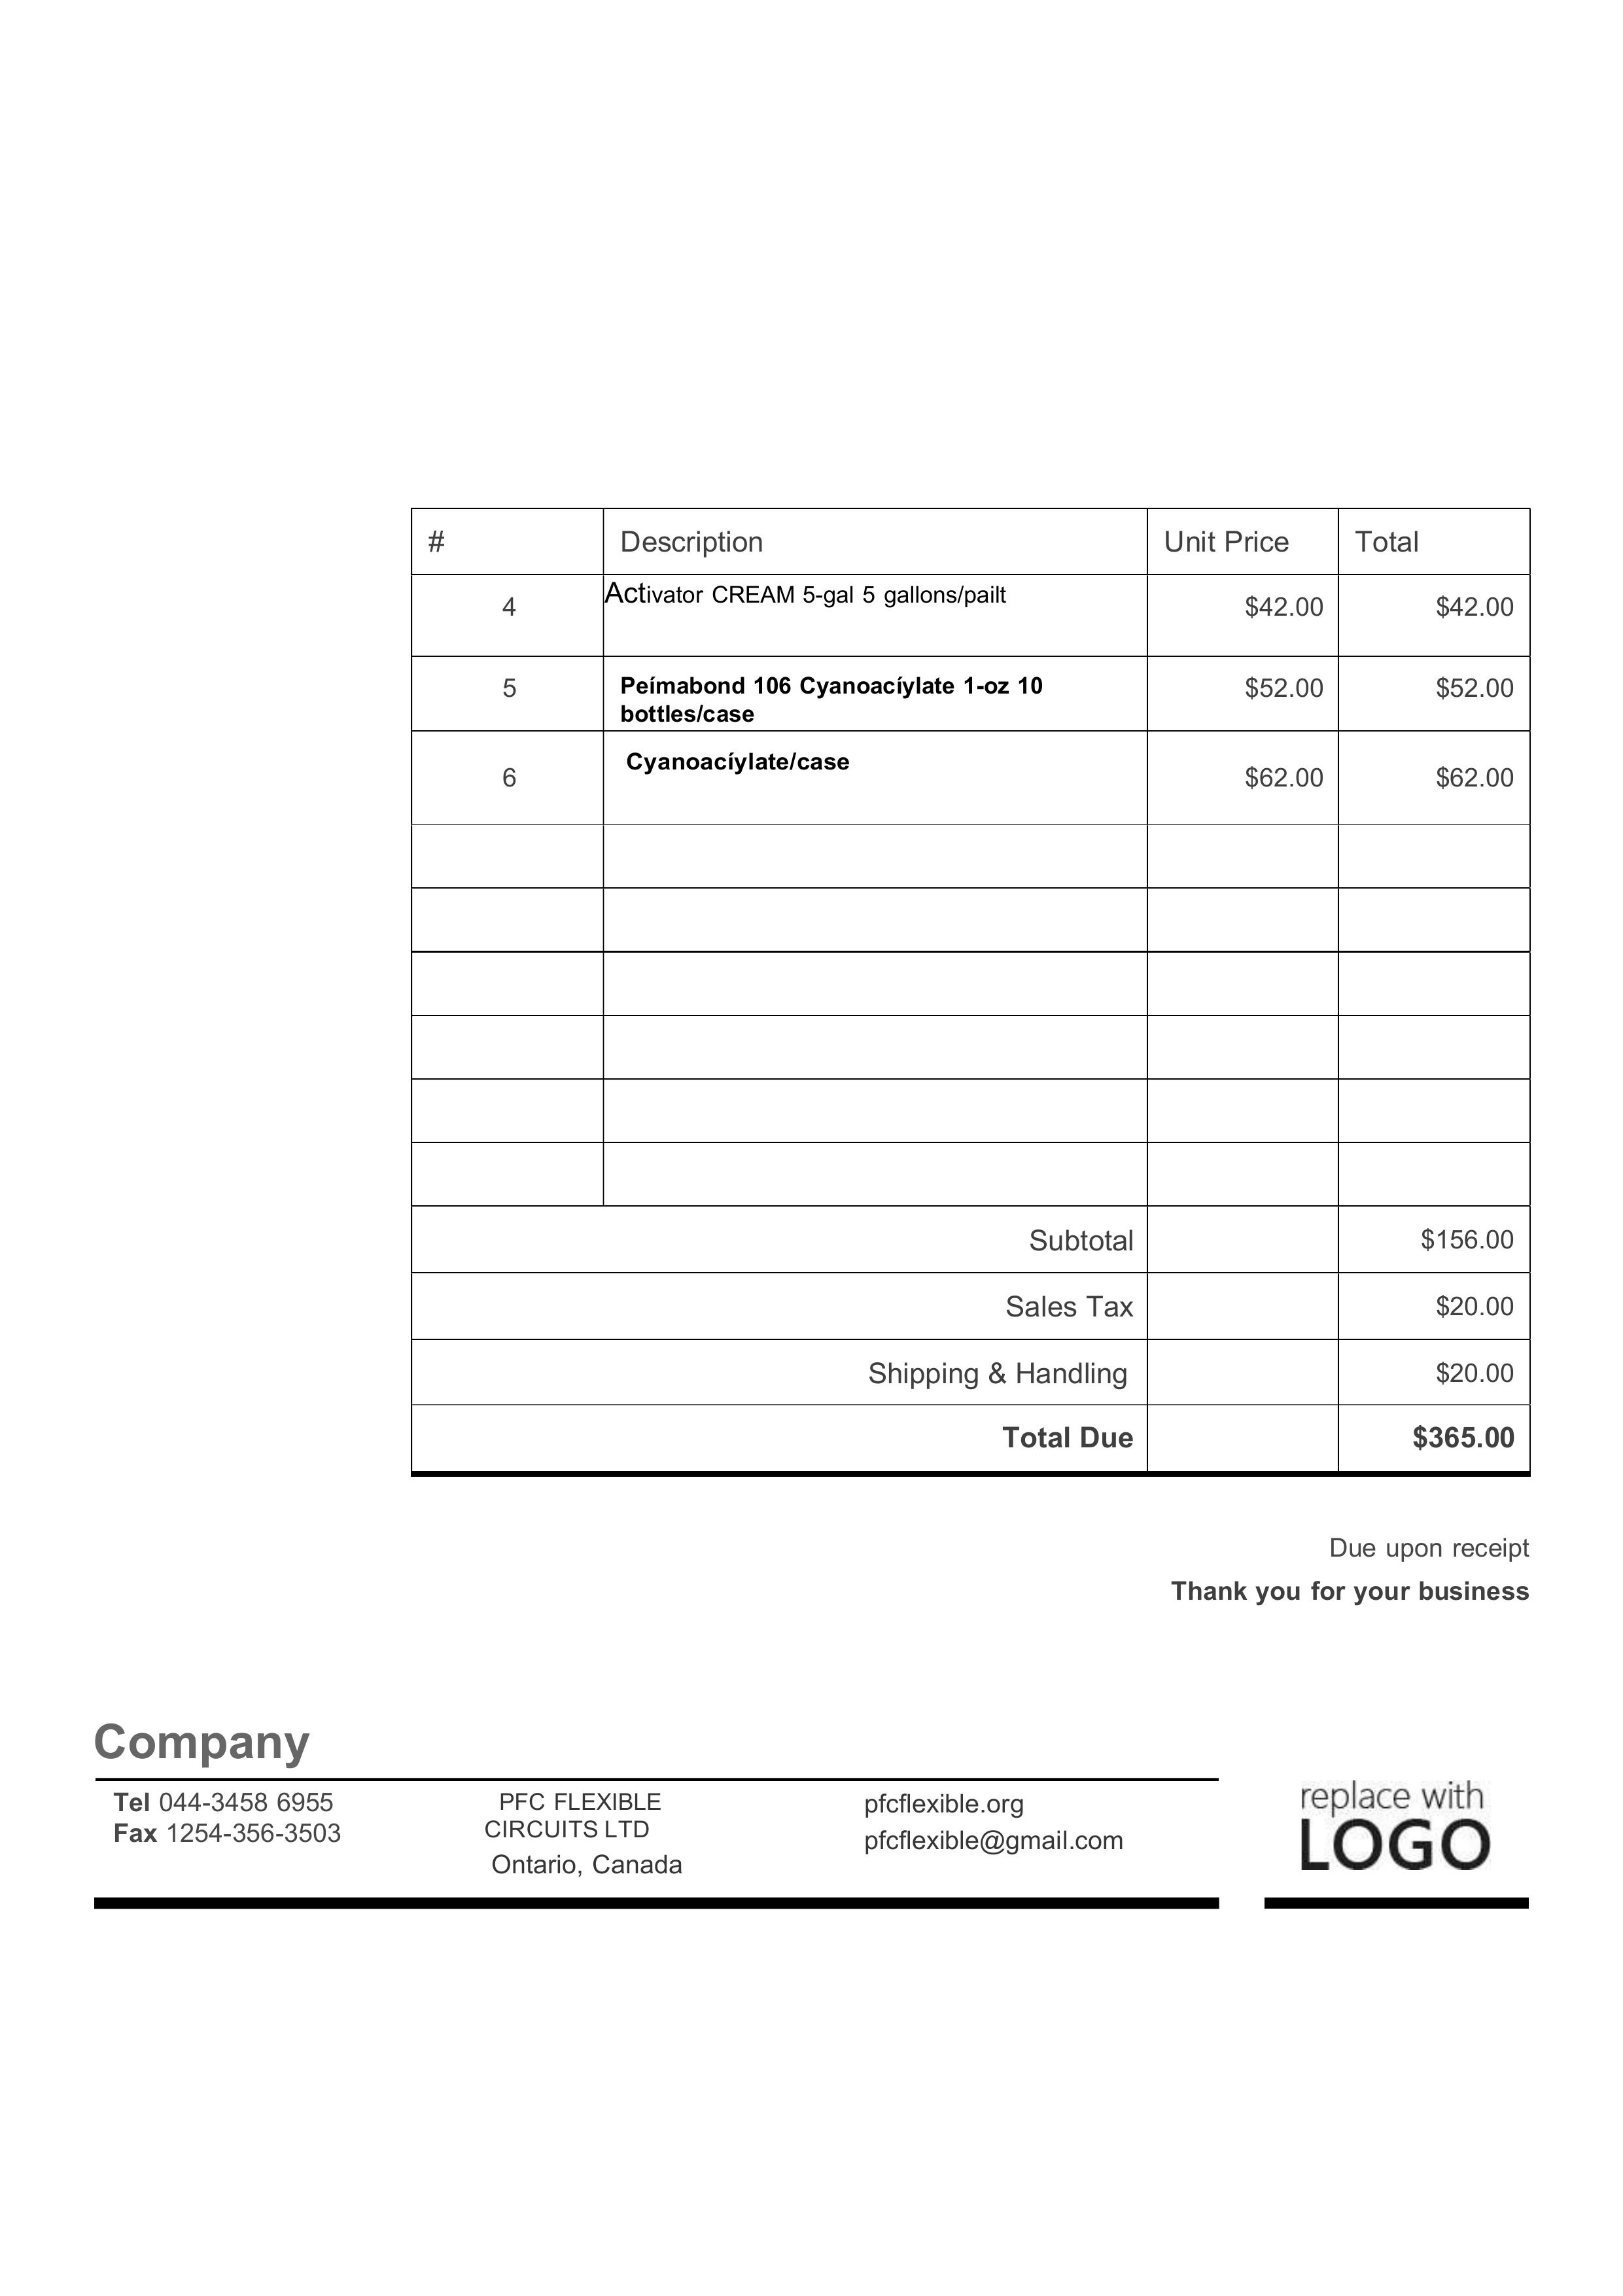 # Description Unit Price Total
4 Activator CREAM 5-gal 5 gallons/pailt $42.00 $42.00
5 Peímabond 106 Cyanoacíylate 1-oz 10 $52.00 $52.00
bottles/case
6 Cyanoacíylate/case $62.00 $62.00
Subtotal $156.00
Sales Tax $20.00
Shipping & Handling $20.00
Total Due $365.00
Due upon receipt
Thank you for your business
Company
Tel 044-3458 6955
Fax 1254-356-3503
PFC FLEXIBLE
CIRCUITS LTD
Ontario, Canada
pfcflexible.org
pfcflexible@gmail.com
replace with
LOGO